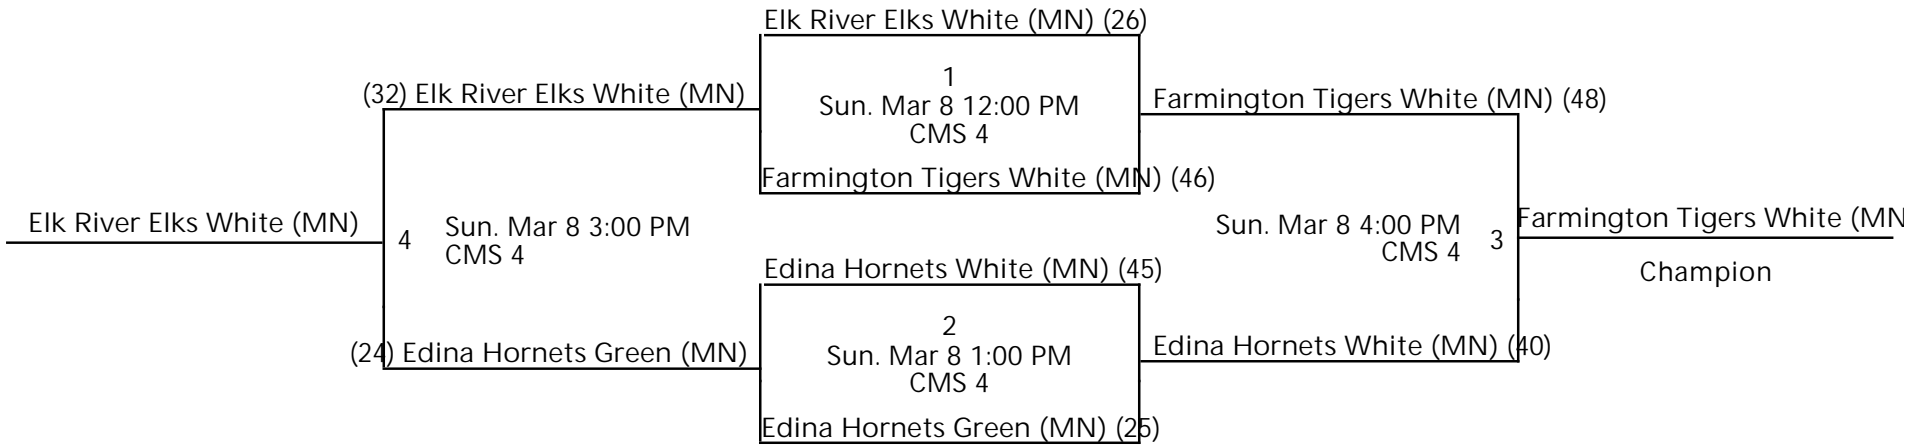 Elk River Elks White (MN) (26)
1
Sun. Mar 8 12:00 PM
CMS 4
(32) Elk River Elks White (MN)
Farmington Tigers White (MN) (48)
Farmington Tigers White (MN) (46)
Elk River Elks White (MN)
4
Sun. Mar 8 3:00 PM
CMS 4
Sun. Mar 8 4:00 PM
CMS 4
3
Farmington Tigers White (MN
Champion
Edina Hornets White (MN) (45)
2
Sun. Mar 8 1:00 PM
CMS 4
(24) Edina Hornets Green (MN)
Edina Hornets White (MN) (40)
Edina Hornets Green (MN) (25)